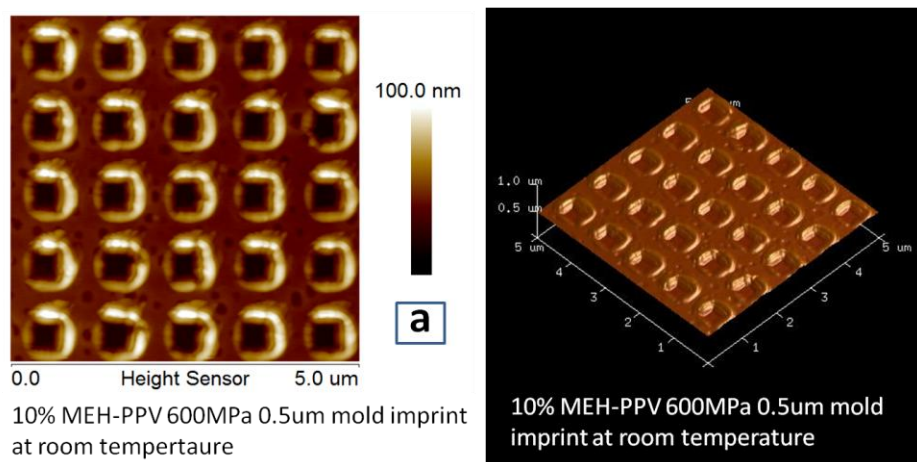 100.0 nm
a
0.0 Height Sensor 5.0 um
10% MEH-PPV 600MPa 0.5um mold imprint
at room tempertaure
1.0 um
0.5 um
5 um
4
3
2
1
1
2
3
4
5 um
10% MEH-PPV 600MPa 0.5um mold
imprint at room temperature